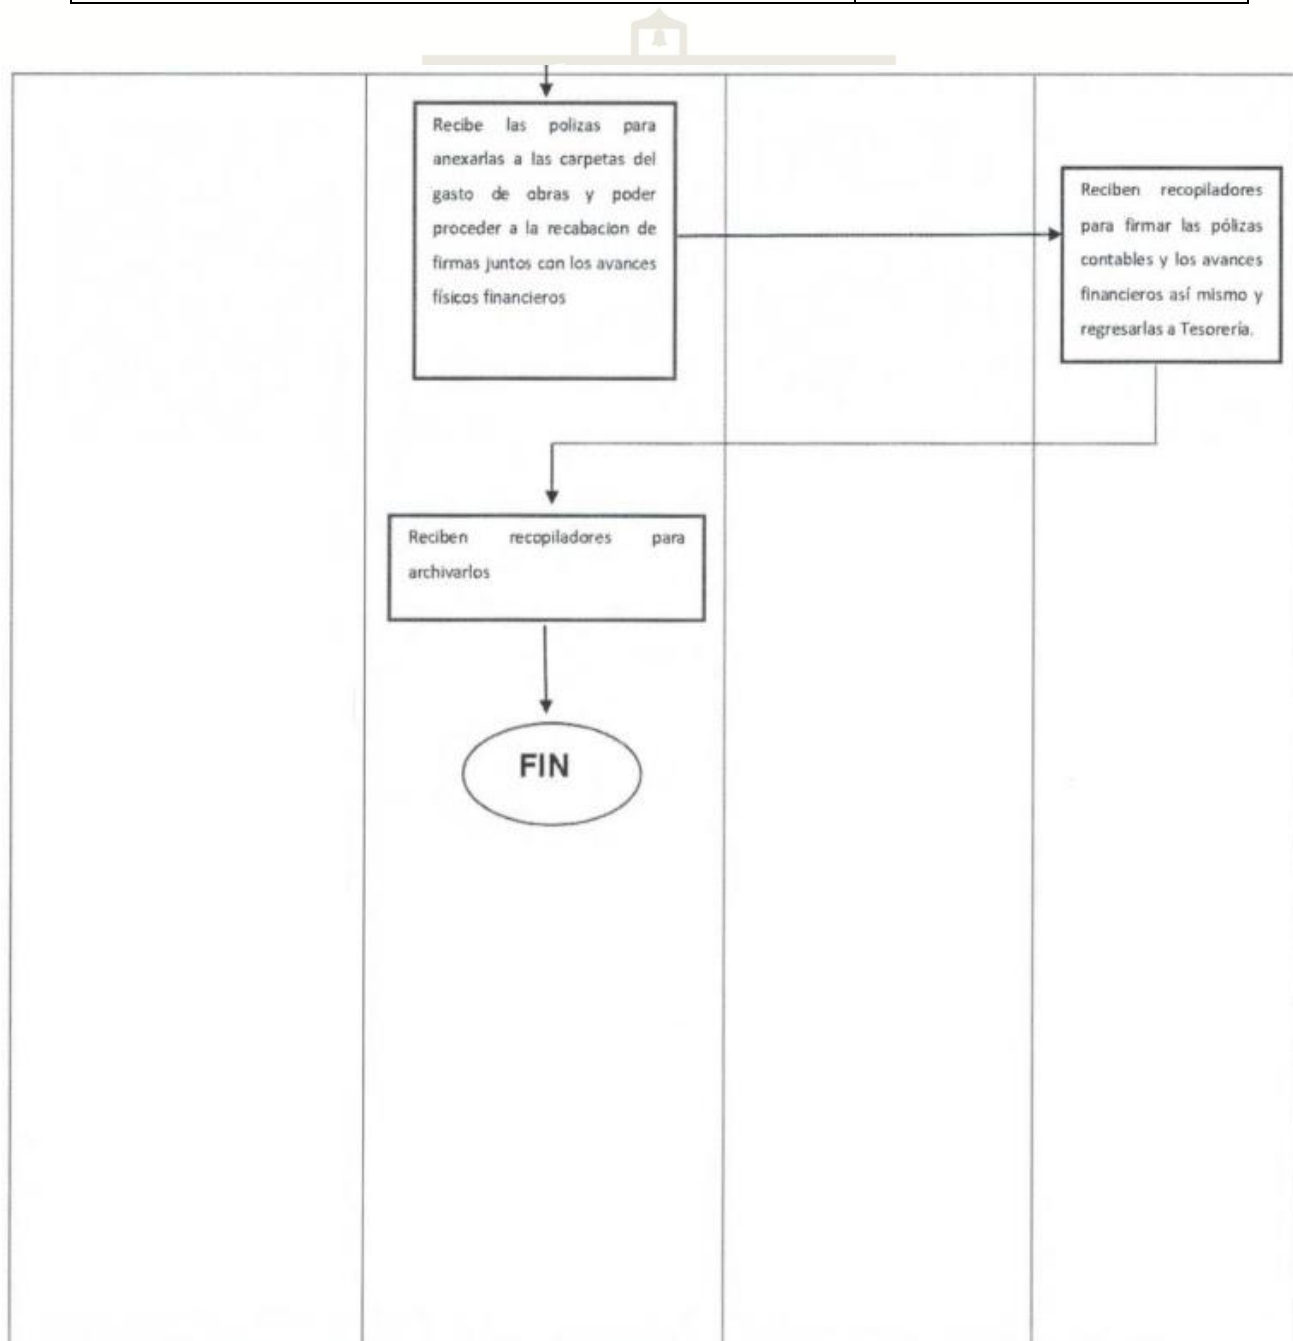 Recibe las polizas para
anexarlas a las carpetas del
gasto de obras y poder
proceder a la recabacion de
firmas juntos con los avances
físicos financieros
Reciben recopiladores
para firmar las pólizas
contables y los avances
financieros así mismo y
regresarlas a Tesorería.
Reciben recopiladores para
archivarlos
FIN